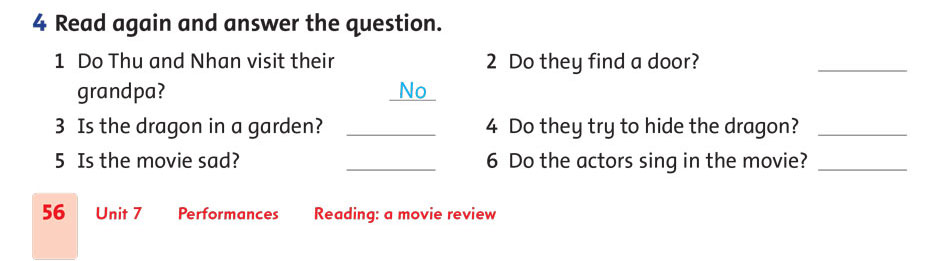 4 Read again and answer the question.
1 Do Thu and Nhan visit their
grandpa? No
2 Do they find a door? ________
3 Is the dragon in a garden? ________
4 Do they try to hide the dragon? ________
5 Is the movie sad? ________
6 Do the actors sing in the movie? ________
56 Unit 7 Performances Reading: a movie review